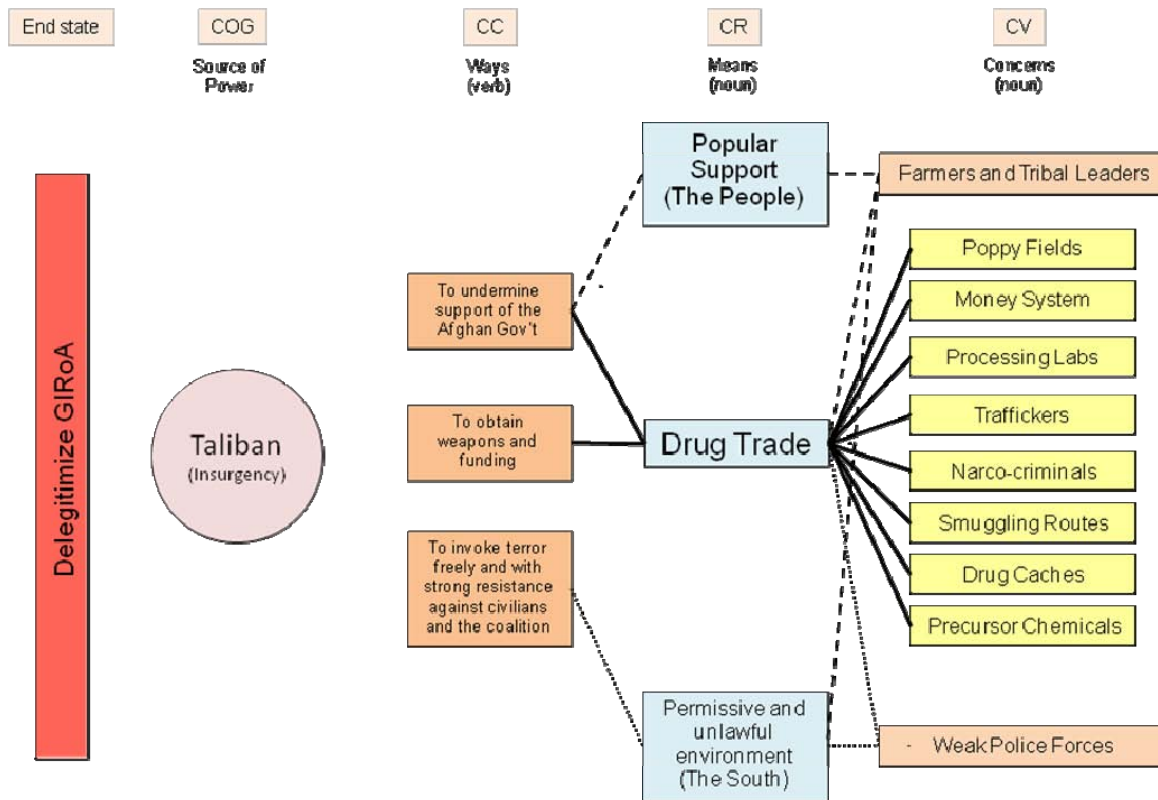 End state
COG
CC
CR
CV
Source of
Power
Ways
(verb)
Means
(noun)
Concerns
(noun)
Delegitimize GIRoA
Taliban
(Insurgency)
To undermine
support of the
Afghan Gov't
To obtain
weapons and
funding
To invoke terror
freely and with
strong resistance
against civilians
and the coalition
Popular
Support
(The People)
Drug Trade
Permissive and
unlawful
environment
(The South)
Farmers and Tribal Leaders
Poppy Fields
Money System
Processing Labs
Traffickers
Narco-criminals
Smuggling Routes
Drug Caches
Precursor Chemicals
- Weak Police Forces